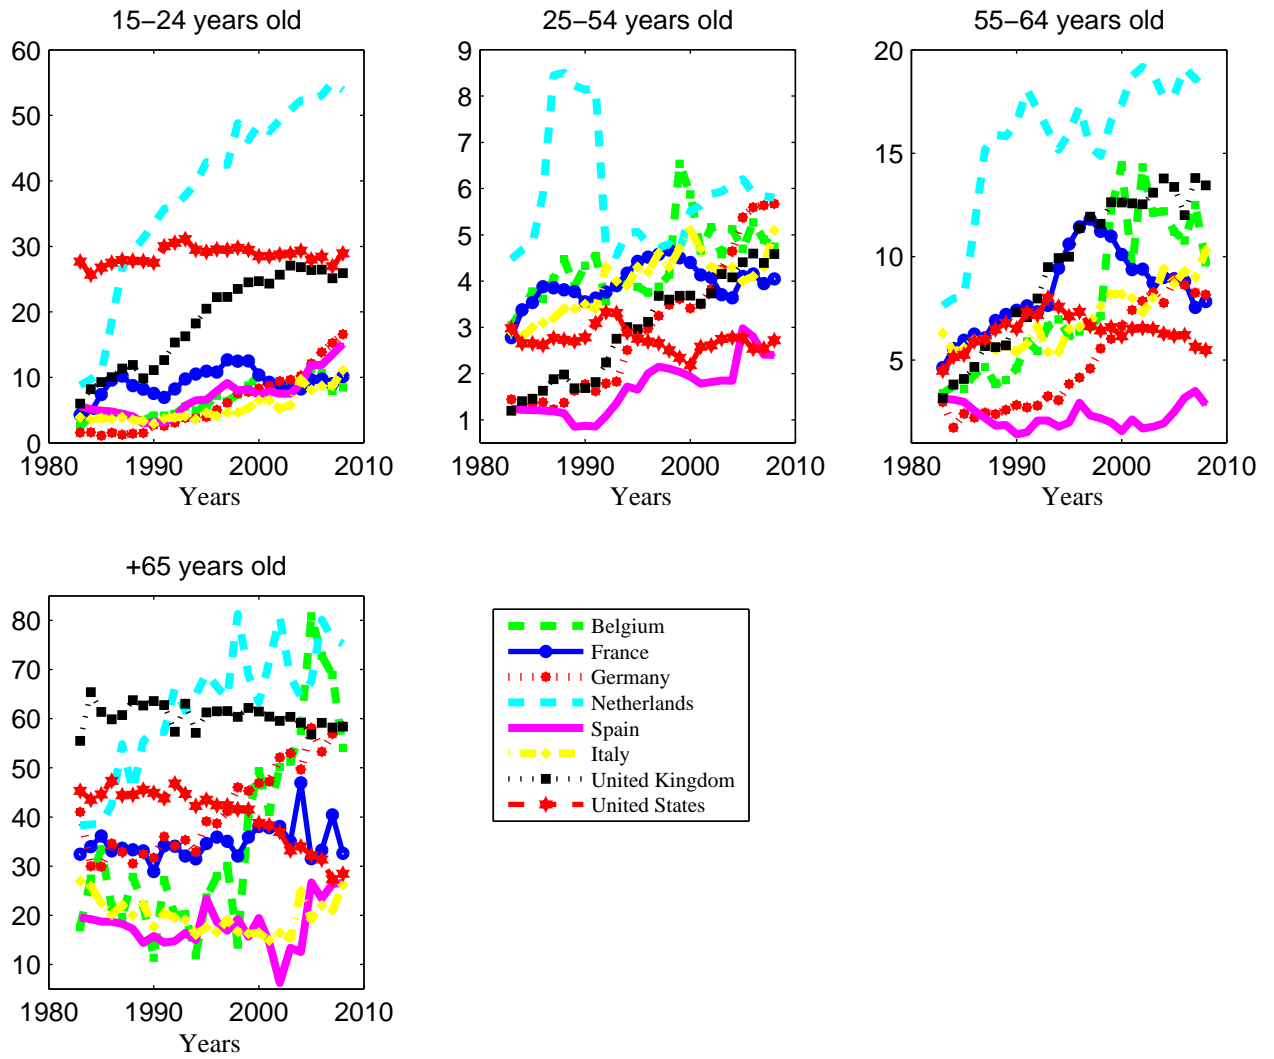 15−24 years old
25−54 years old
55−64 years old
60
50
40
30
20
10
0
1980
1990
2000
2010
Years
9
8
7
6
5
4
3
2
1
1980
1990
2000
2010
Years
20
15
10
5
1980
1990
2000
2010
Years
+65 years old
80
70
60
50
40
30
20
10
1980
1990
2000
2010
Years
Belgium
France
Germany
Netherlands
Spain
Italy
United Kingdom
United States